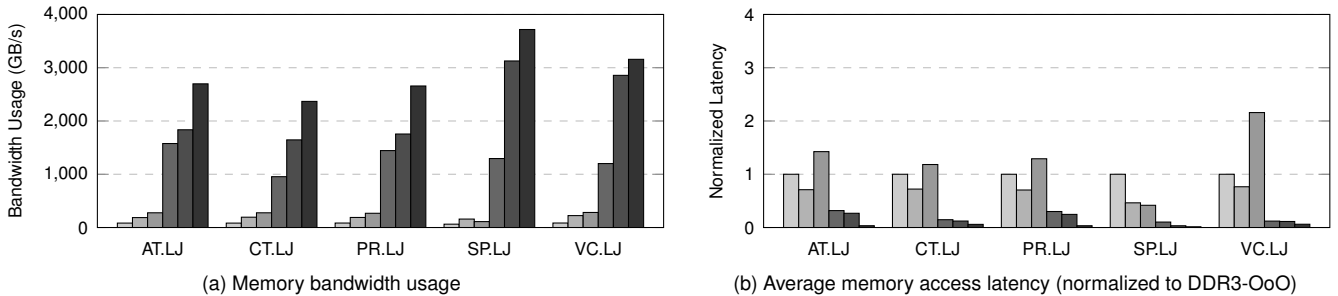 4,000
3,000
2,000
1,000
0
Bandwidth Usage (GB/s)
AT.LJ CT.LJ PR.LJ SP.LJ VC.LJ
(a) Memory bandwidth usage
4
3
2
1
0
Normalized Latency
AT.LJ CT.LJ PR.LJ SP.LJ VC.LJ
(b) Average memory access latency (normalized to DDR3-OoO)